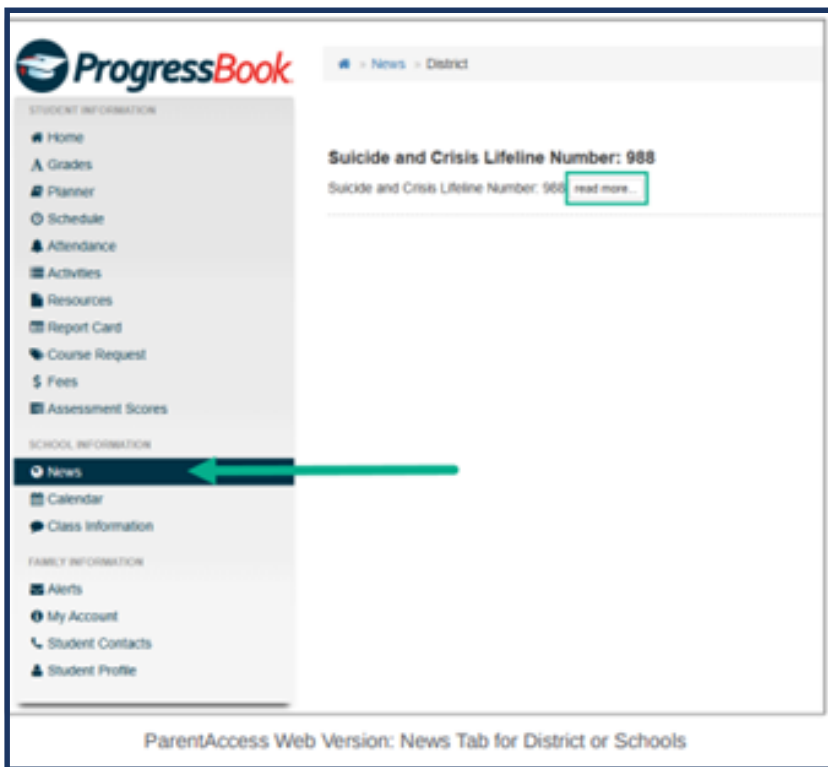 ProgressBook
News > District
STUDENT INFORMATION
Home
Grades
Planner
Schedule
Attendance
Activities
Resources
Report Card
Course Request
Fees
Assessment Scores
SCHOOL INFORMATION
News
Calendar
Class Information
FAMILY INFORMATION
Alerts
My Account
Student Contacts
Student Profile
Suicide and Crisis Lifeline Number: 988
Suicide and Crisis Lifeline Number: 988 read more...
ParentAccess Web Version: News Tab for District or Schools